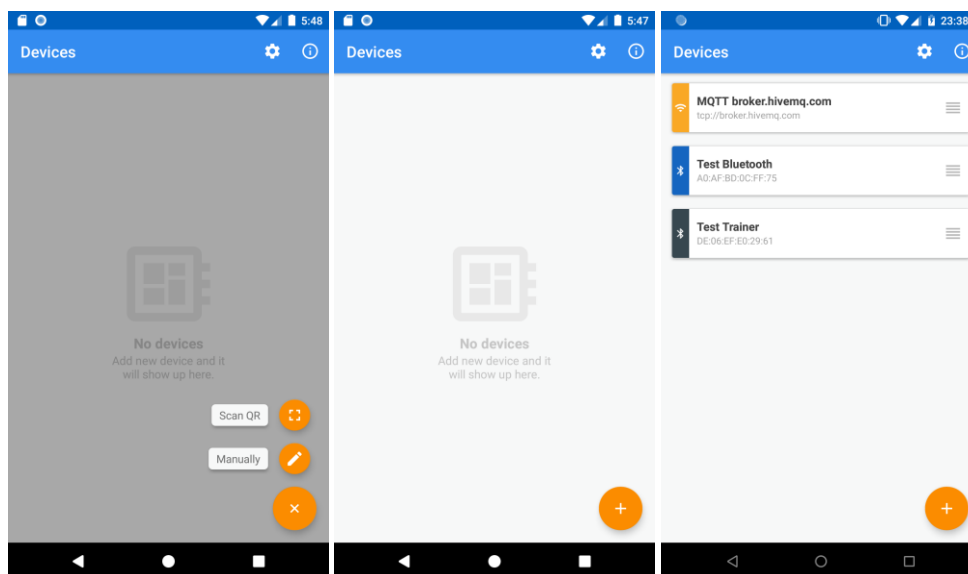 5:48
Devices
No devices
Add new device and it
will show up here.
Scan QR
Manually
5:47
Devices
No devices
Add new device and it
will show up here.
23:38
Devices
MQTT broker.hivemq.com
tcp://broker.hivemq.com
Test Bluetooth
A0:AF:BD:0C:FF:75
Test Trainer
DE:06:EF:E0:29:61